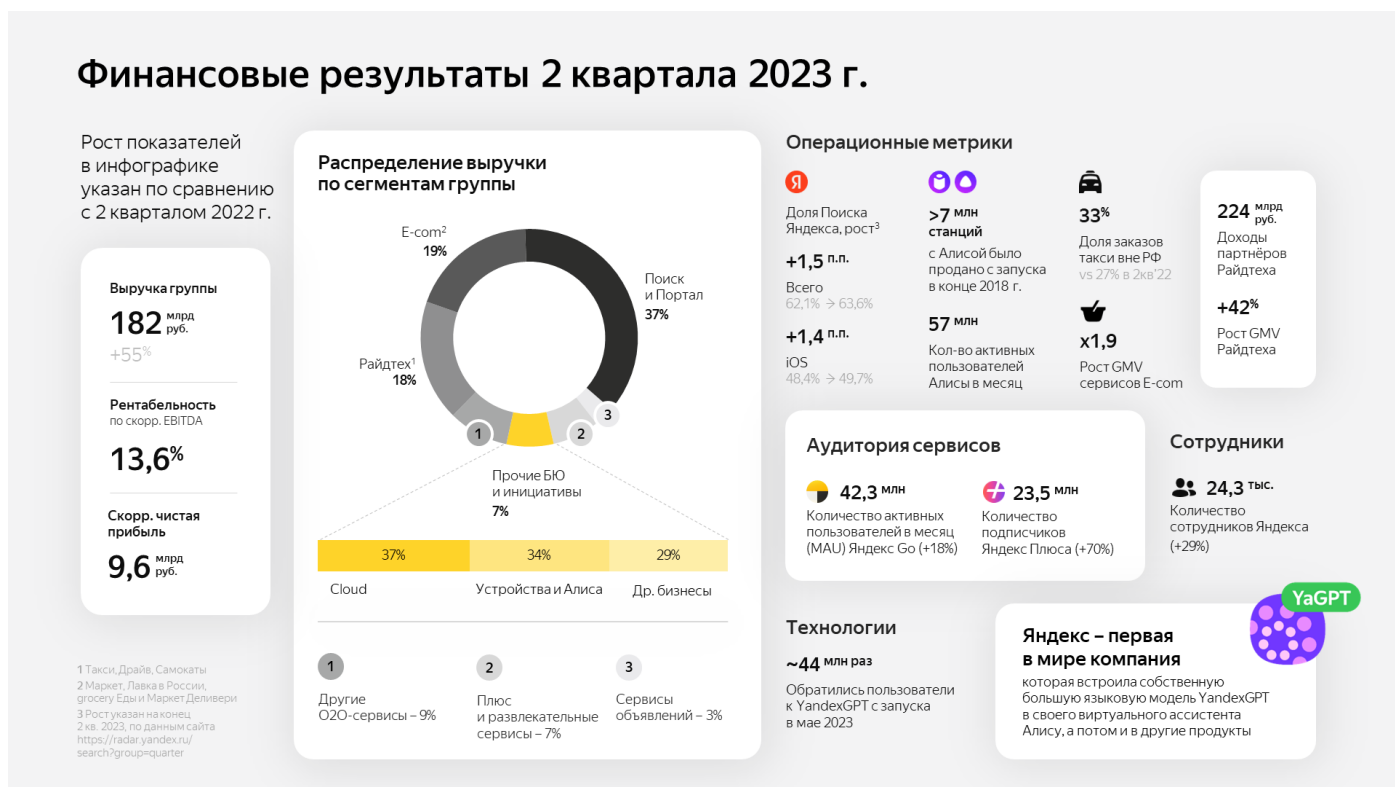 Финансовые результаты 2 квартала 2023 г.
Рост показателей
в инфографике
указан по сравнению
с 2 кварталом 2022 г.
Выручка группы
182 млрд руб.
+55%
Рентабельность
по скорр. EBITDA
13,6%
Скорр. чистая
прибыль
9,6 млрд руб.
1 Такси, Драйв, Самокаты
2 Маркет, Лавка в России,
grocery Еды и Маркет Деливери
3 Рост указан на конец
2 кв. 2023, по данным сайта
https://radar.yandex.ru/
search?group=quarter
Распределение выручки
по сегментам группы
E-com²
19%
Поиск
и Портал
37%
Райдтех¹
18%
1
2
3
Прочие БЮ
и инициативы
7%
37% 34% 29%
Cloud Устройства и Алиса Др. бизнесы
1
Другие
О2О-сервисы – 9%
2
Плюс
и развлекательные
сервисы – 7%
3
Сервисы
объявлений – 3%
Операционные метрики
Я
Доля Поиска
Яндекса, рост³
+1,5 п.п.
Всего
62,1% → 63,6%
+1,4 п.п.
iOS
48,4% → 49,7%
>7 млн
станций
с Алисой было
продано с запуска
в конце 2018 г.
57 млн
Кол-во активных
пользователей
Алисы в месяц
33%
Доля заказов
такси вне РФ
vs 27% в 2кв'22
x1,9
Рост GMV
сервисов E-com
224 млрд руб.
Доходы
партнёров
Райдтеха
+42%
Рост GMV
Райдтеха
Аудитория сервисов
42,3 млн
Количество активных
пользователей в месяц
(MAU) Яндекс Go (+18%)
23,5 млн
Количество
подписчиков
Яндекс Плюса (+70%)
Сотрудники
24,3 тыс.
Количество
сотрудников Яндекса
(+29%)
Технологии
~44 млн раз
Обратились пользователи
к YandexGPT с запуска
в мае 2023
YaGPT
Яндекс – первая
в мире компания
которая встроила собственную
большую языковую модель YandexGPT
в своего виртуального ассистента
Алису, а потом и в другие продукты